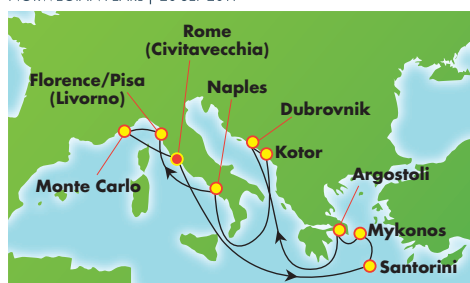 Rome
(Civitavecchia)
Florence/Pisa
(Livorno)
Naples
Dubrovnik
Kotor
Monte Carlo
Argostoli
Mykonos
Santorini